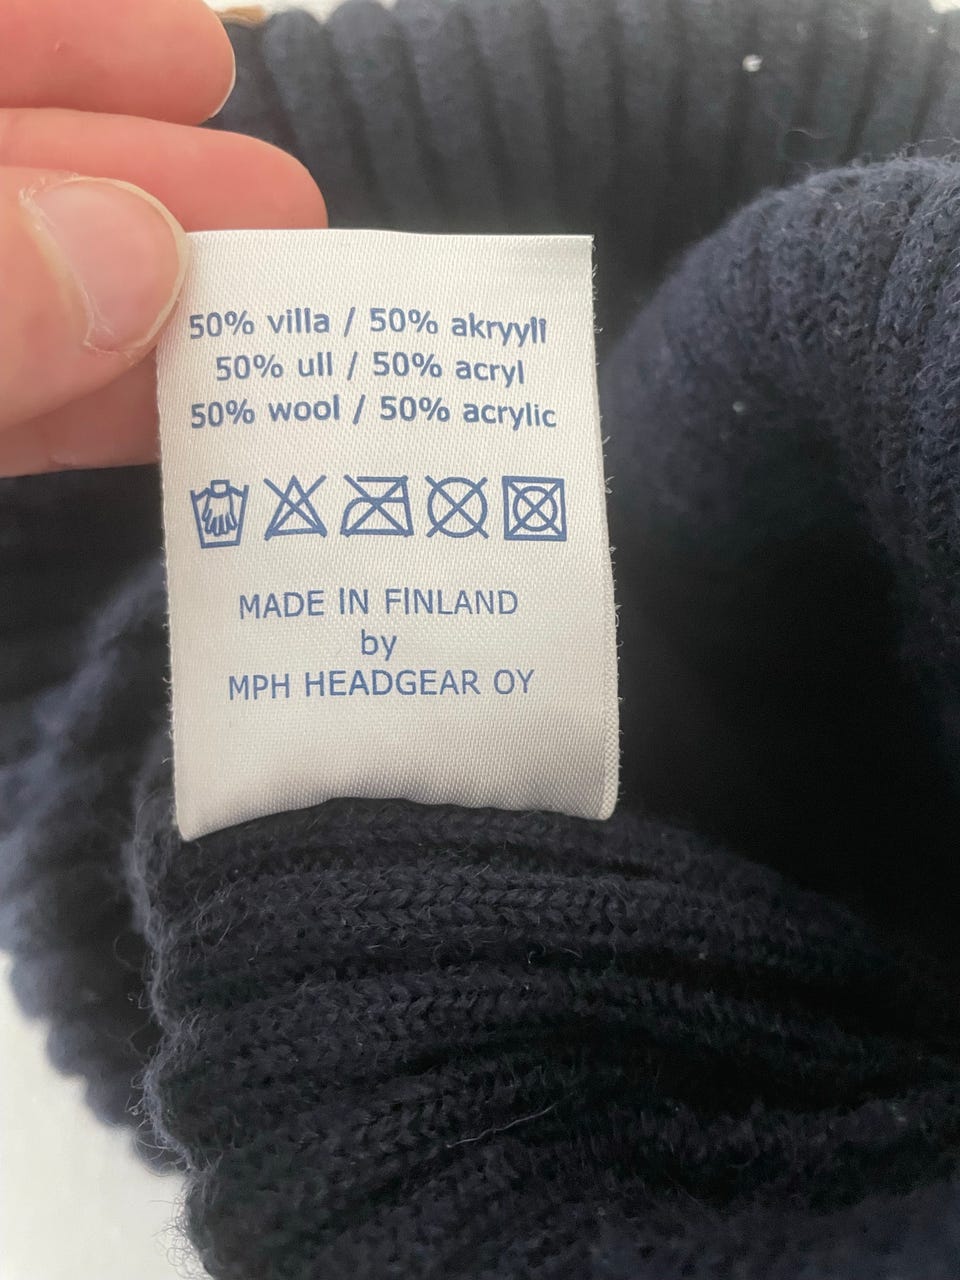 50% villa / 50% akryyli
50% ull / 50% acryl
50% wool / 50% acrylic
MADE IN FINLAND
by
MPH HEADGEAR OY